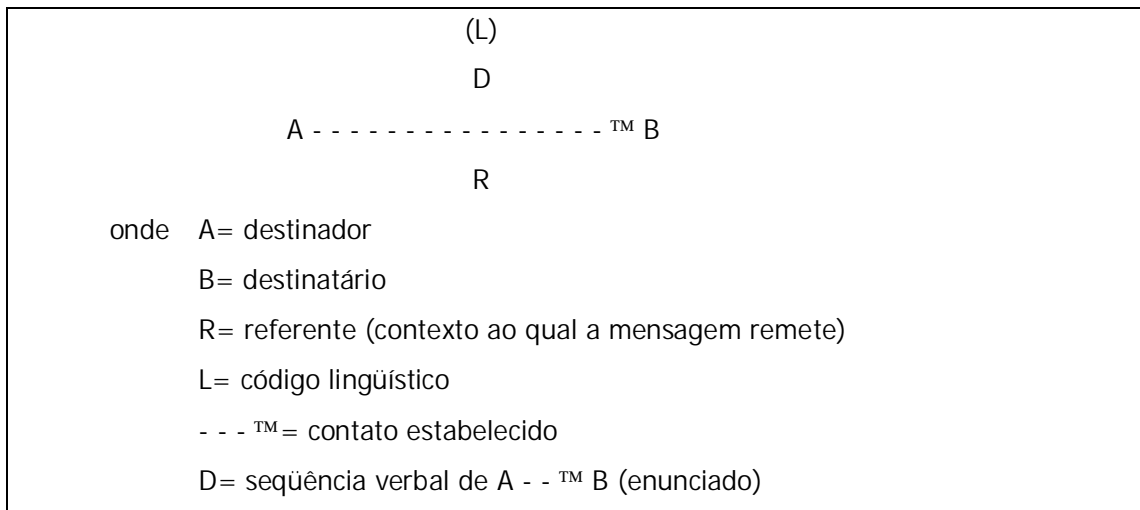 (L)
D
A - - - - - - - - - - - - - - - - ™ B
R
onde A= destinador
B= destinatário
R= referente (contexto ao qual a mensagem remete)
L= código lingüístico
- - - ™= contato estabelecido
D= seqüência verbal de A - - ™ B (enunciado)